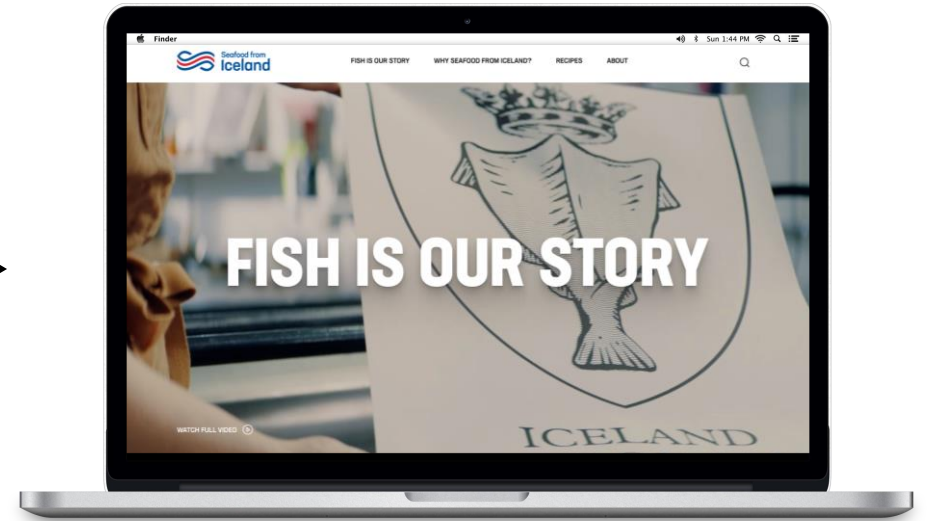 Finder
Sun 1:44 PM
Seafood from
Iceland
FISH IS OUR STORY WHY SEAFOOD FROM ICELAND? RECIPES ABOUT
FISH IS OUR STORY
WATCH FULL VIDEO
ICELAND